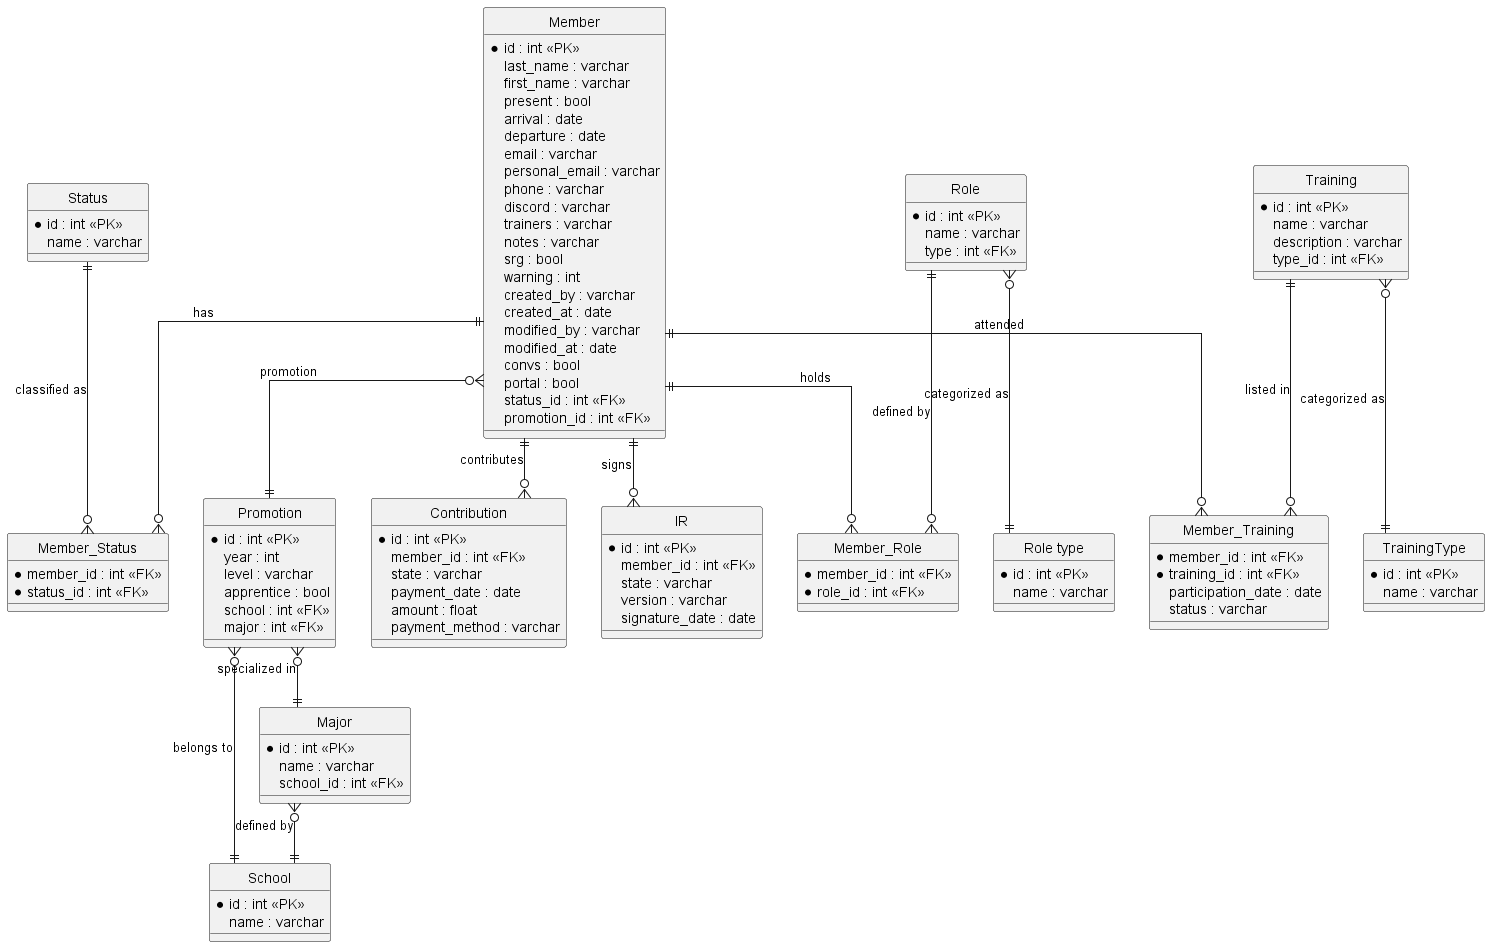 Member
id : int «PK»
last_name : varchar
first_name : varchar
present : bool
arrival : date
departure : date
email : varchar
personal_email : varchar
phone : varchar
discord : varchar
trainers : varchar
notes : varchar
srg : bool
warning : int
created_by : varchar
created_at : date
modified_by : varchar
modified_at : date
convs : bool
portal : bool
status_id : int «FK»
promotion_id : int «FK»
Status
id : int «PK»
name : varchar
Role
id : int «PK»
name : varchar
type : int «FK»
Training
id : int «PK»
name : varchar
description : varchar
type_id : int «FK»
has
attended
promotion
holds
classified as
categorized as
defined by
listed in
categorized as
contributes
signs
Member_Status
member_id : int «FK»
status_id : int «FK»
Promotion
id : int «PK»
year : int
level : varchar
apprentice : bool
school : int «FK»
major : int «FK»
Contribution
id : int «PK»
member_id : int «FK»
state : varchar
payment_date : date
amount : float
payment_method : varchar
IR
id : int «PK»
member_id : int «FK»
state : varchar
version : varchar
signature_date : date
Member_Role
member_id : int «FK»
role_id : int «FK»
Role type
id : int «PK»
name : varchar
Member_Training
member_id : int «FK»
training_id : int «FK»
participation_date : date
status : varchar
TrainingType
id : int «PK»
name : varchar
specialized in
belongs to
Major
id : int «PK»
name : varchar
school_id : int «FK»
defined by
School
id : int «PK»
name : varchar